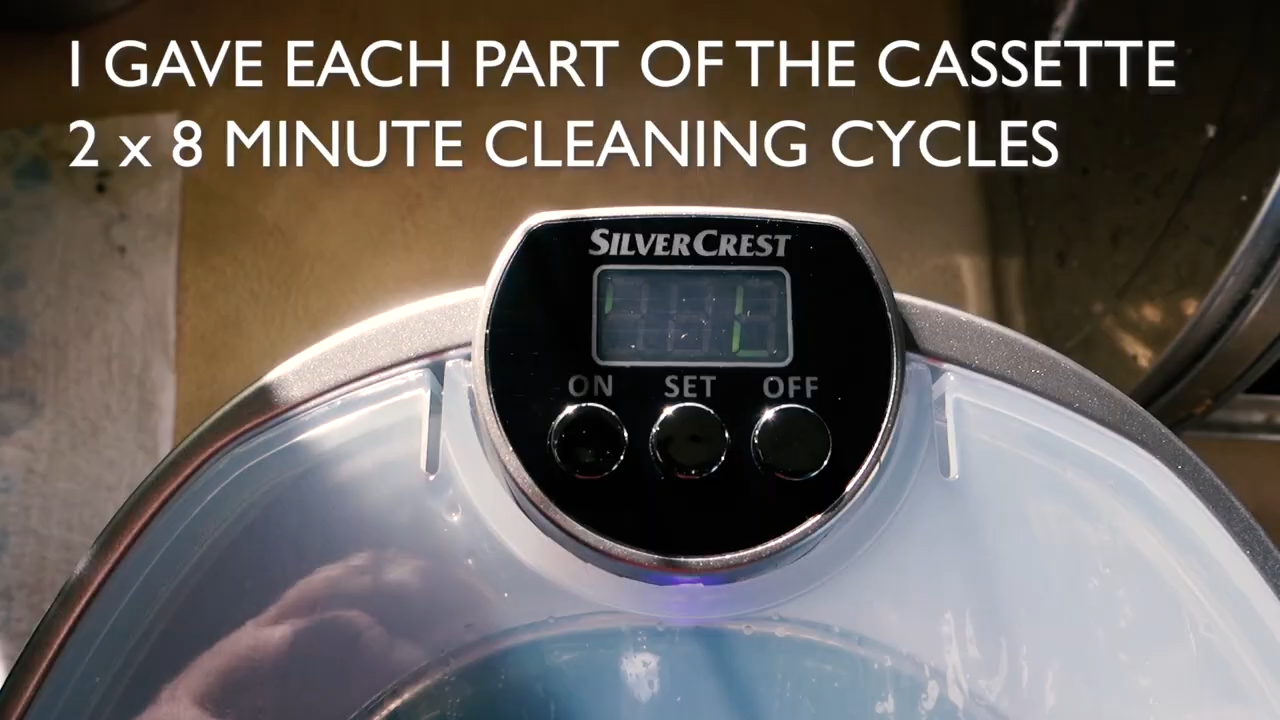 I GAVE EACH PART OF THE CASSETTE
2 x 8 MINUTE CLEANING CYCLES
SILVERCREST
ON SET OFF